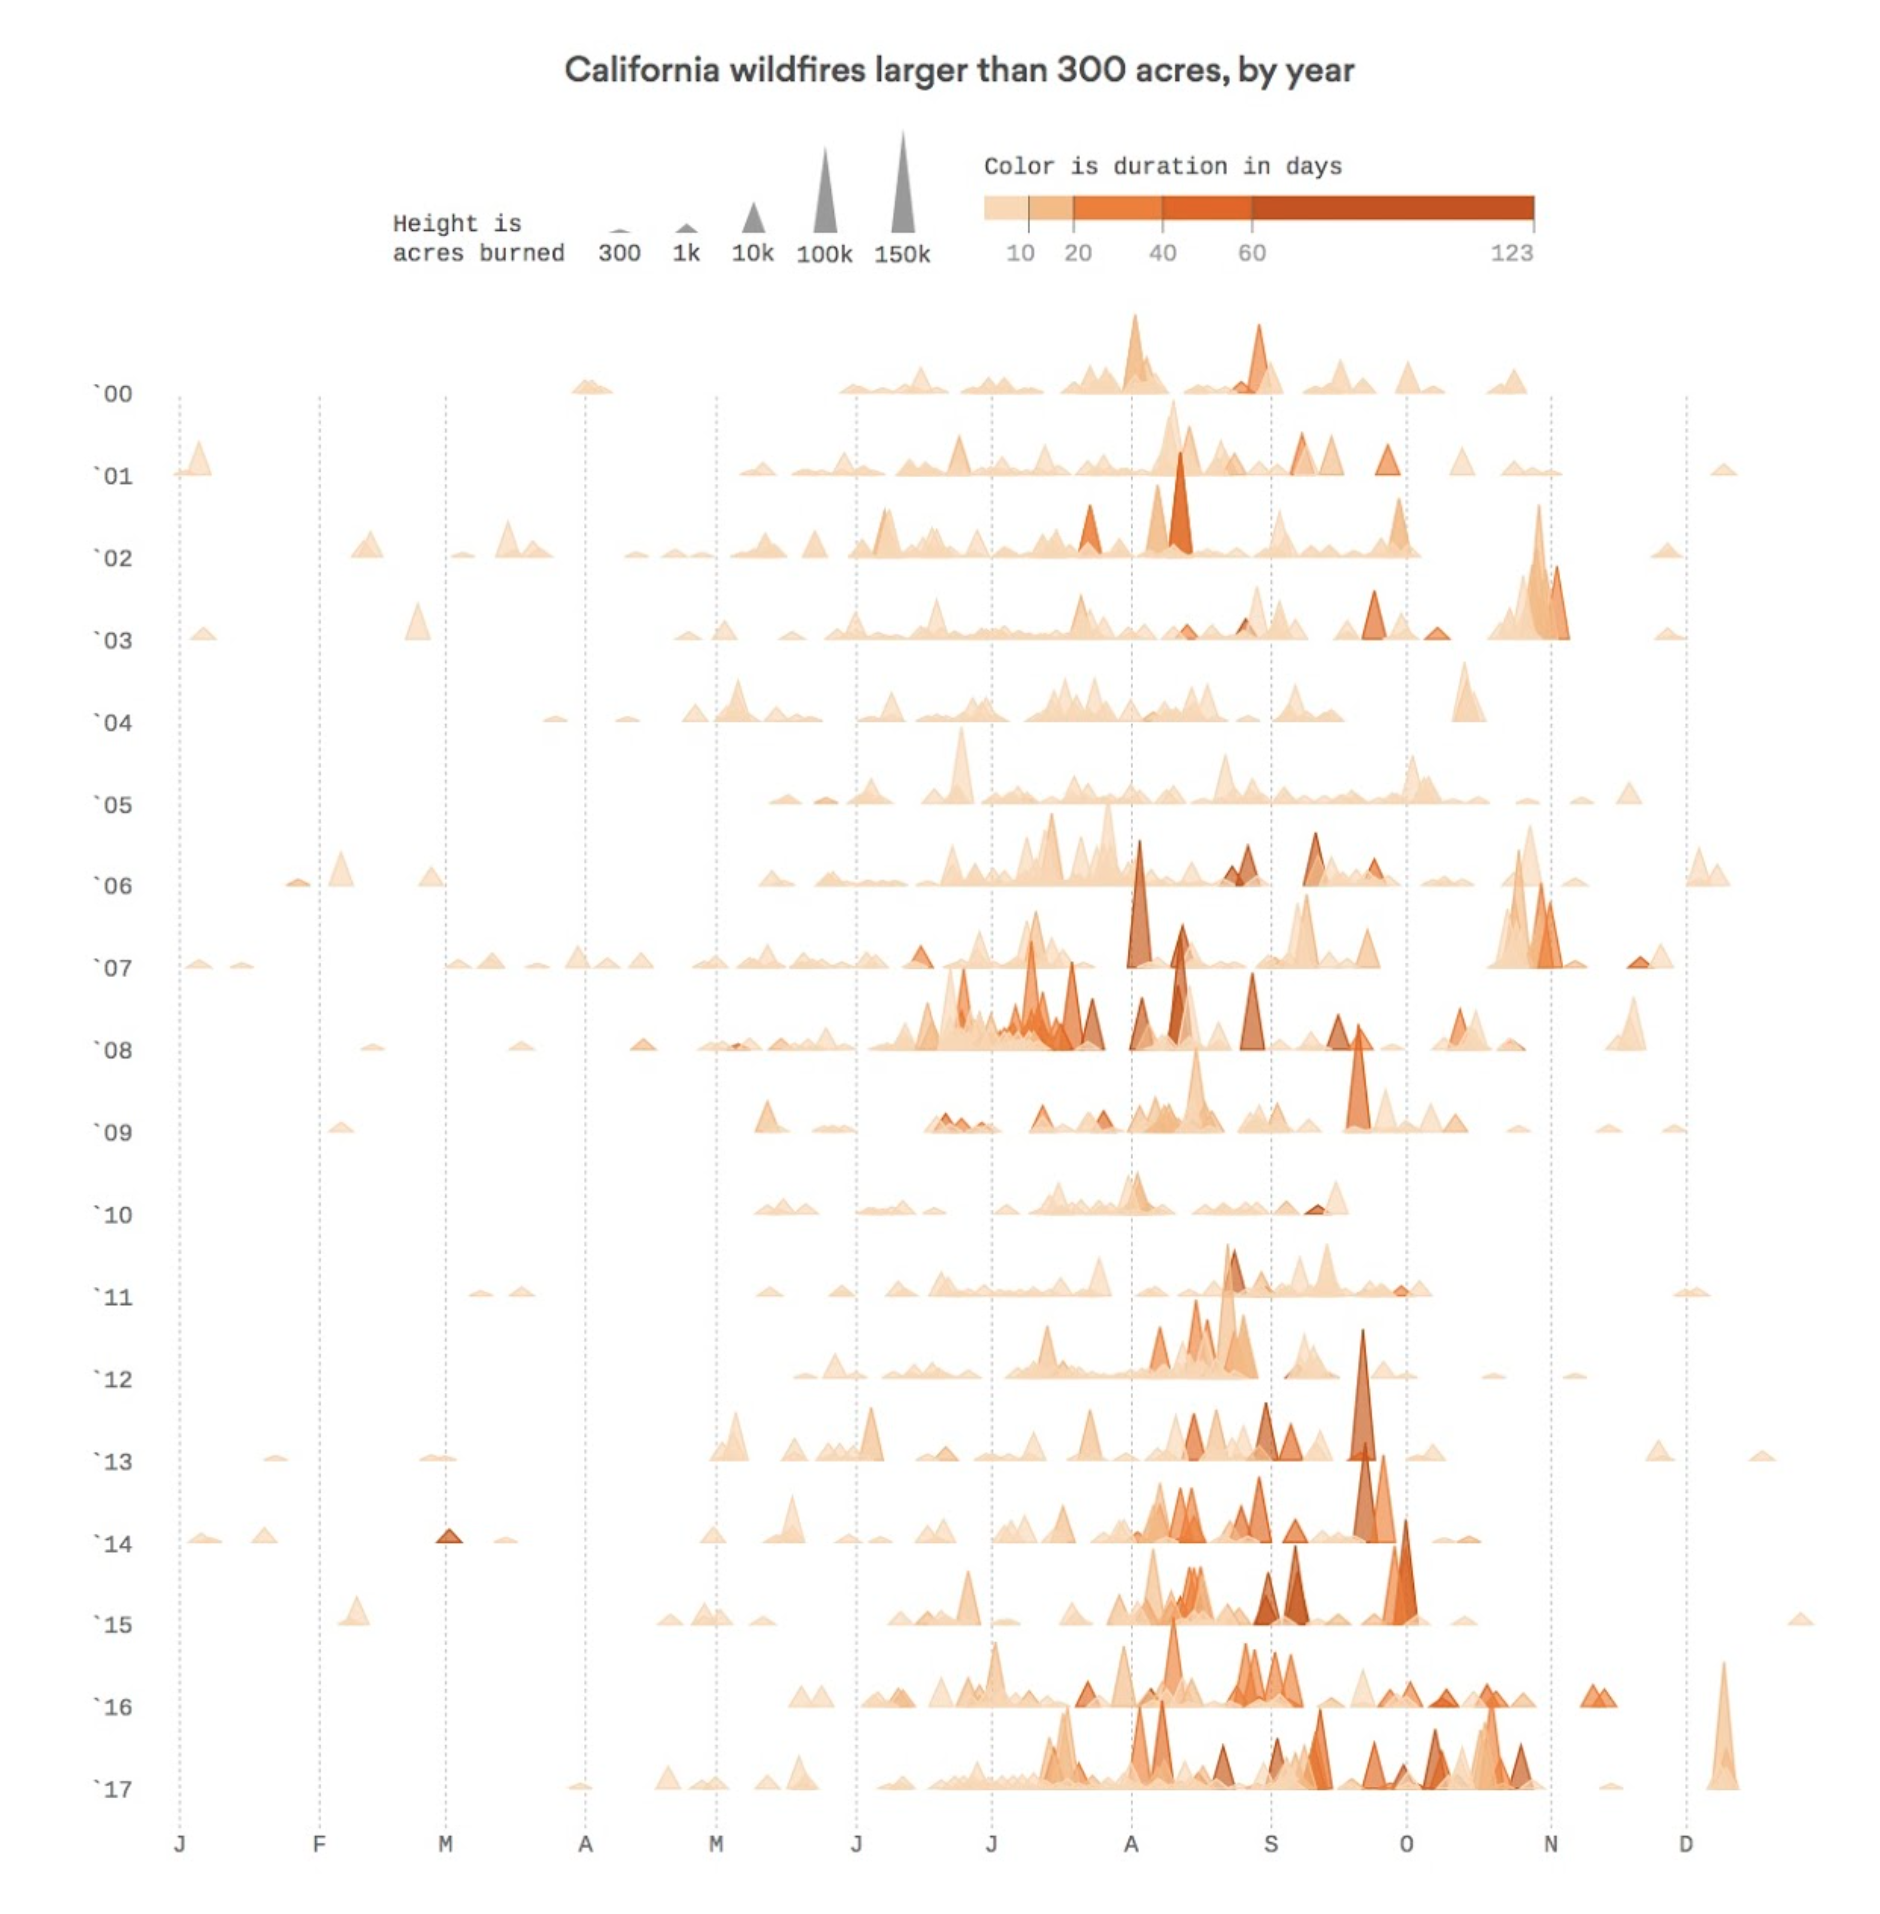 California wildfires larger than 300 acres, by year
Color is duration in days
Height is
acres burned
300 1k 10k 100k 150k
10 20 40 60 123
`00
`01
`02
`03
`04
`05
`06
`07
`08
`09
`10
`11
`12
`13
`14
`15
`16
`17
J F M A M J J A S O N D